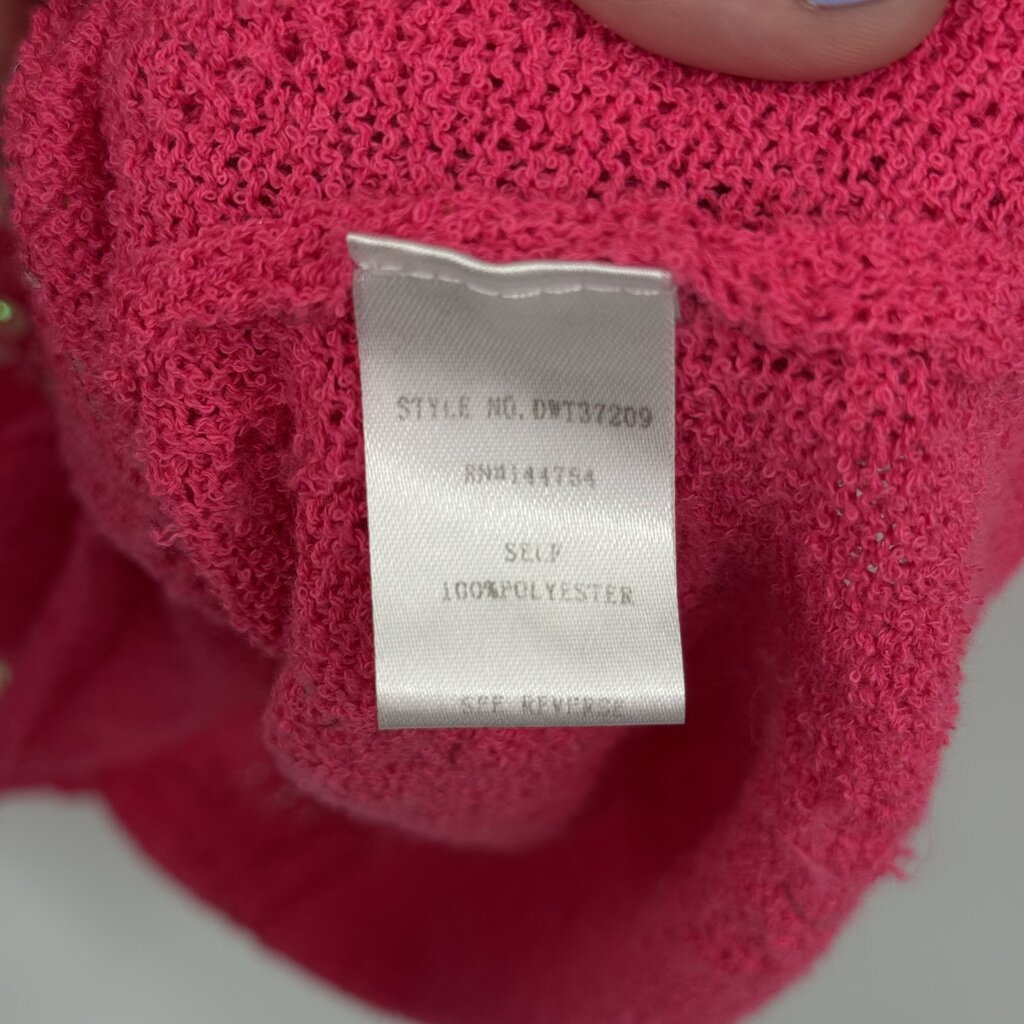 STYLE NO. DWT37209
RN#144754
SELF
100%POLYESTER
SEE REVERSE